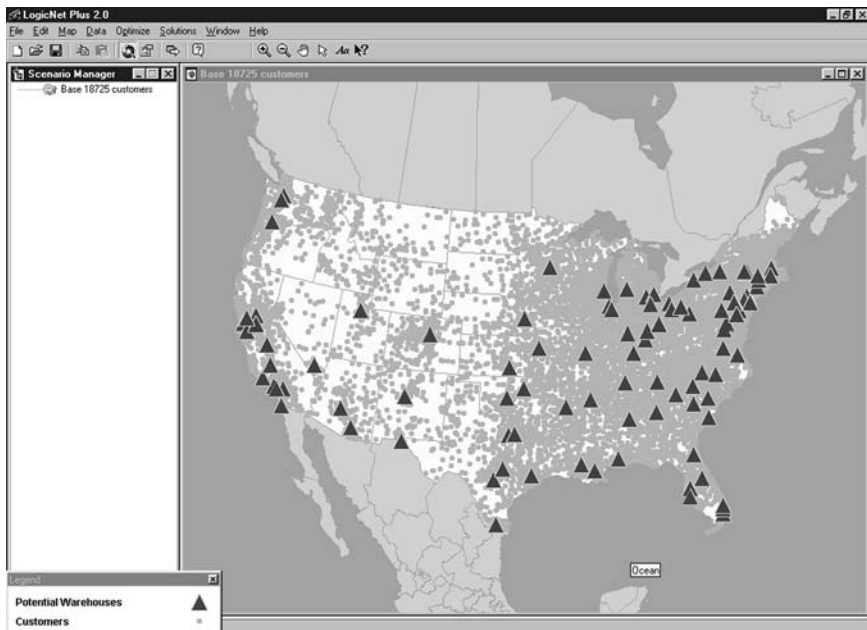 LogicNet Plus 2.0
File Edit Map Data Optimize Solutions Window Help
Scenario Manager
Base 18725 customers
Base 18725 customers
Ocean
Legend
Potential Warehouses
Customers